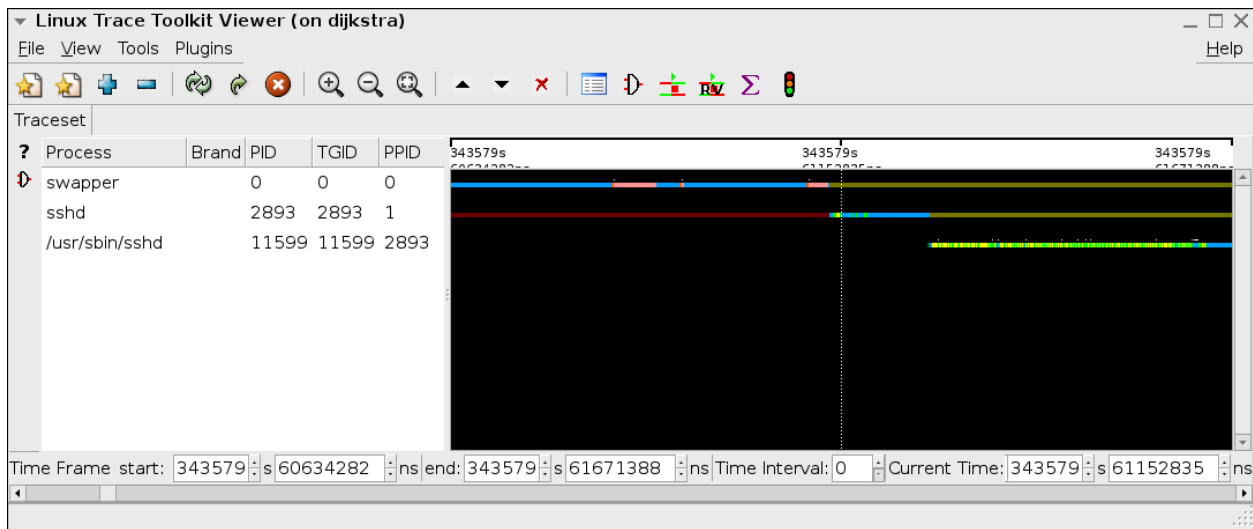 Linux Trace Toolkit Viewer (on dijkstra)
File View Tools Plugins Help
RV Σ
Traceset
? Process Brand PID TGID PPID
343579s 343579s 343579s
swapper 0 0 0
sshd 2893 2893 1
/usr/sbin/sshd 11599 11599 2893
Time Frame start: 343579 s 60634282 ns end: 343579 s 61671388 ns Time Interval: 0 Current Time: 343579 s 61152835 ns